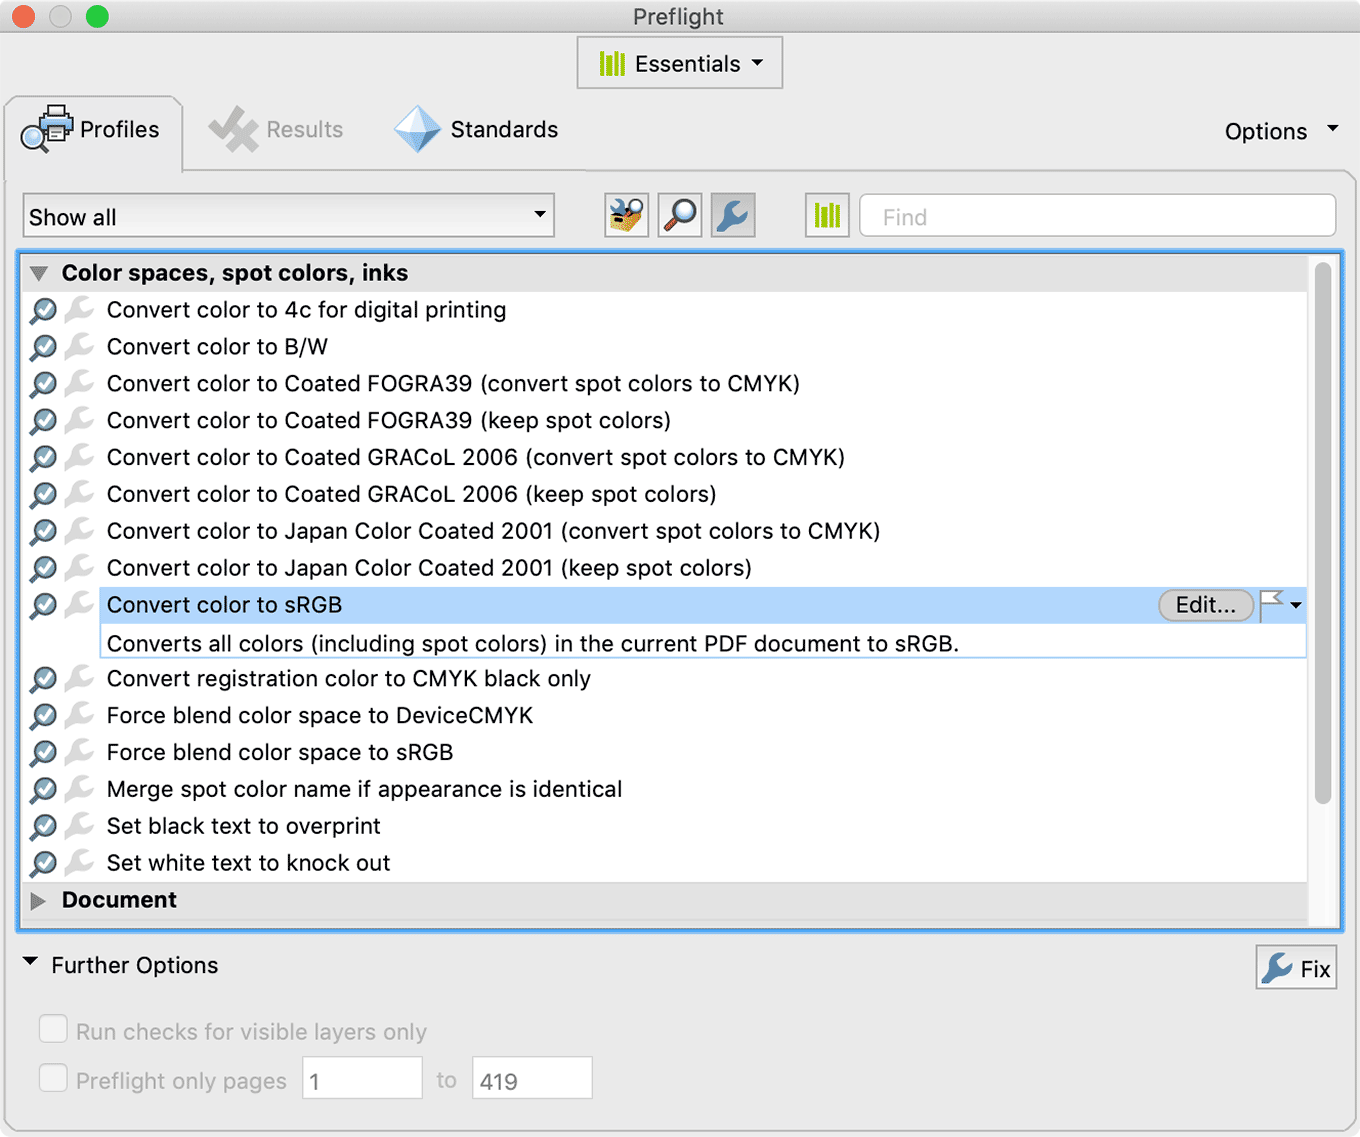 Preflight
Essentials
Profiles
Results
Standards
Options
Show all
Find
Color spaces, spot colors, inks
Convert color to 4c for digital printing
Convert color to B/W
Convert color to Coated FOGRA39 (convert spot colors to CMYK)
Convert color to Coated FOGRA39 (keep spot colors)
Convert color to Coated GRACoL 2006 (convert spot colors to CMYK)
Convert color to Coated GRACoL 2006 (keep spot colors)
Convert color to Japan Color Coated 2001 (convert spot colors to CMYK)
Convert color to Japan Color Coated 2001 (keep spot colors)
Convert color to sRGB Edit...
Converts all colors (including spot colors) in the current PDF document to sRGB.
Convert registration color to CMYK black only
Force blend color space to DeviceCMYK
Force blend color space to sRGB
Merge spot color name if appearance is identical
Set black text to overprint
Set white text to knock out
Document
Further Options
Fix
Run checks for visible layers only
Preflight only pages 1 to 419